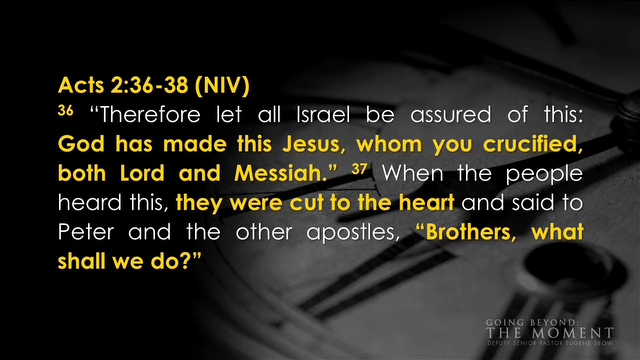 Acts 2:36-38 (NIV)
36 “Therefore let all Israel be assured of this:
God has made this Jesus, whom you crucified,
both Lord and Messiah.” 37 When the people
heard this, they were cut to the heart and said to
Peter and the other apostles, “Brothers, what
shall we do?”
GOING BEYOND:
THE MOMENT
DEPUTY SENIOR PASTOR EUGENE SEOW